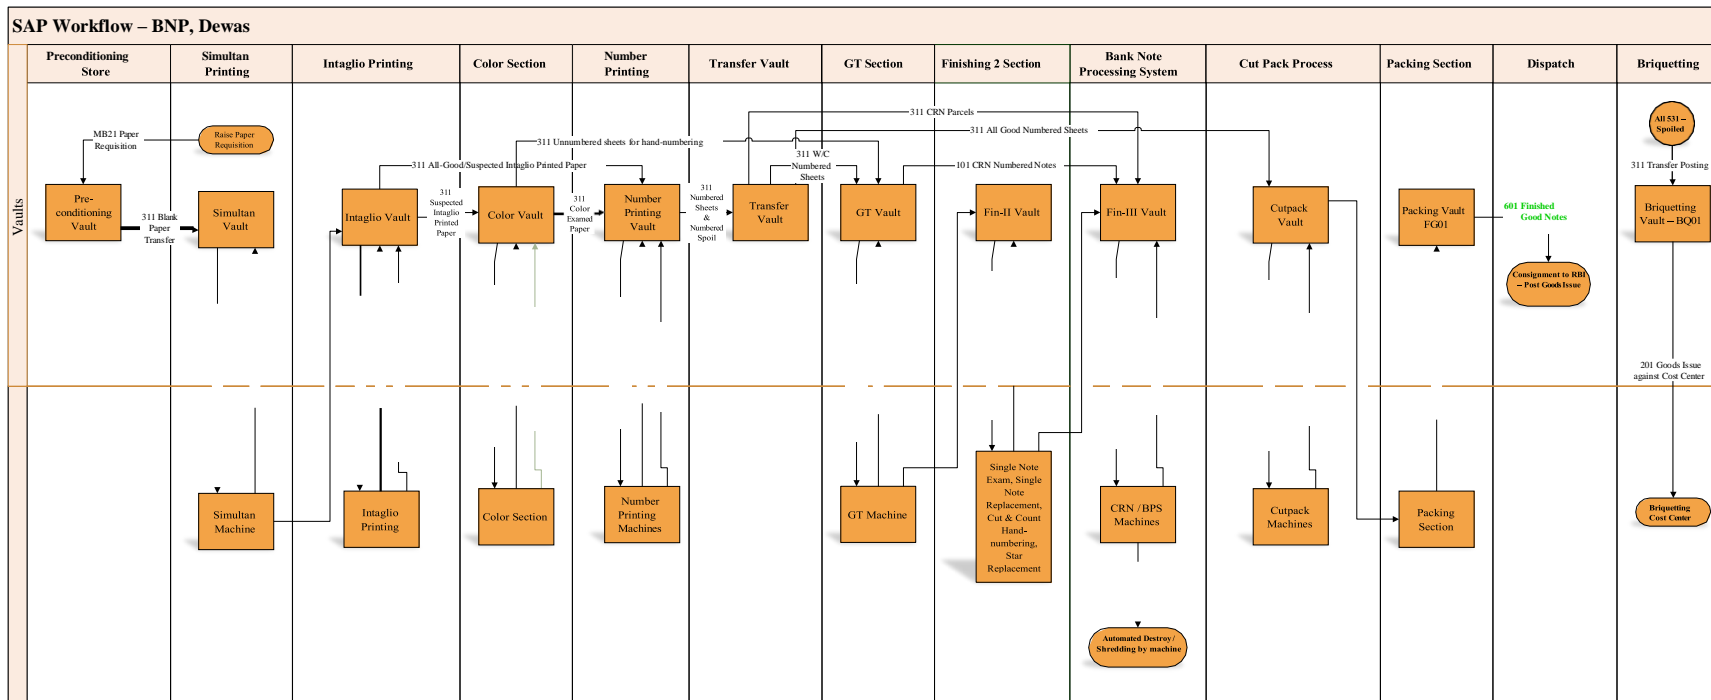 SAP Workflow – BNP, Dewas
Preconditioning
Store
Simultan
Printing
Intaglio Printing
Color Section
Number
Printing
Transfer Vault
GT Section
Finishing 2 Section
Bank Note
Processing System
Cut Pack Process
Packing Section
Dispatch
Briquetting
Vaults
MB21 Paper
Requisition
Raise Paper
Requisition
Pre-
conditioning
Vault
311 Blank
Paper
Transfer
Simultan
Vault
311 All-Good/Suspected Intaglio Printed Paper
Intaglio Vault
311
Suspected
Intaglio
Printed
Paper
311 Unnumbered sheets for hand-numbering
Color Vault
311
Color
Examed
Paper
Number
Printing
Vault
311
Numbered
Sheets
&
Numbered
Spoil
311 CRN Parcels
311 All Good Numbered Sheets
311 W/C
Numbered
Sheets
Transfer
Vault
101 CRN Numbered Notes
GT Vault
Fin-II Vault
Fin-III Vault
Cutpack
Vault
Packing Vault
FG01
601 Finished
Good Notes
Consignment to RBI
– Post Goods Issue
All 531 –
Spoiled
311 Transfer Posting
Briquetting
Vault – BQ01
201 Goods Issue
against Cost Center
Simultan
Machine
Intaglio
Printing
Color Section
Number
Printing
Machines
GT Machine
Single Note
Exam, Single
Note
Replacement,
Cut & Count
Hand-
numbering,
Star
Replacement
CRN / BPS
Machines
Cutpack
Machines
Packing
Section
Briquetting
Cost Center
Automated Destroy /
Shredding by machine